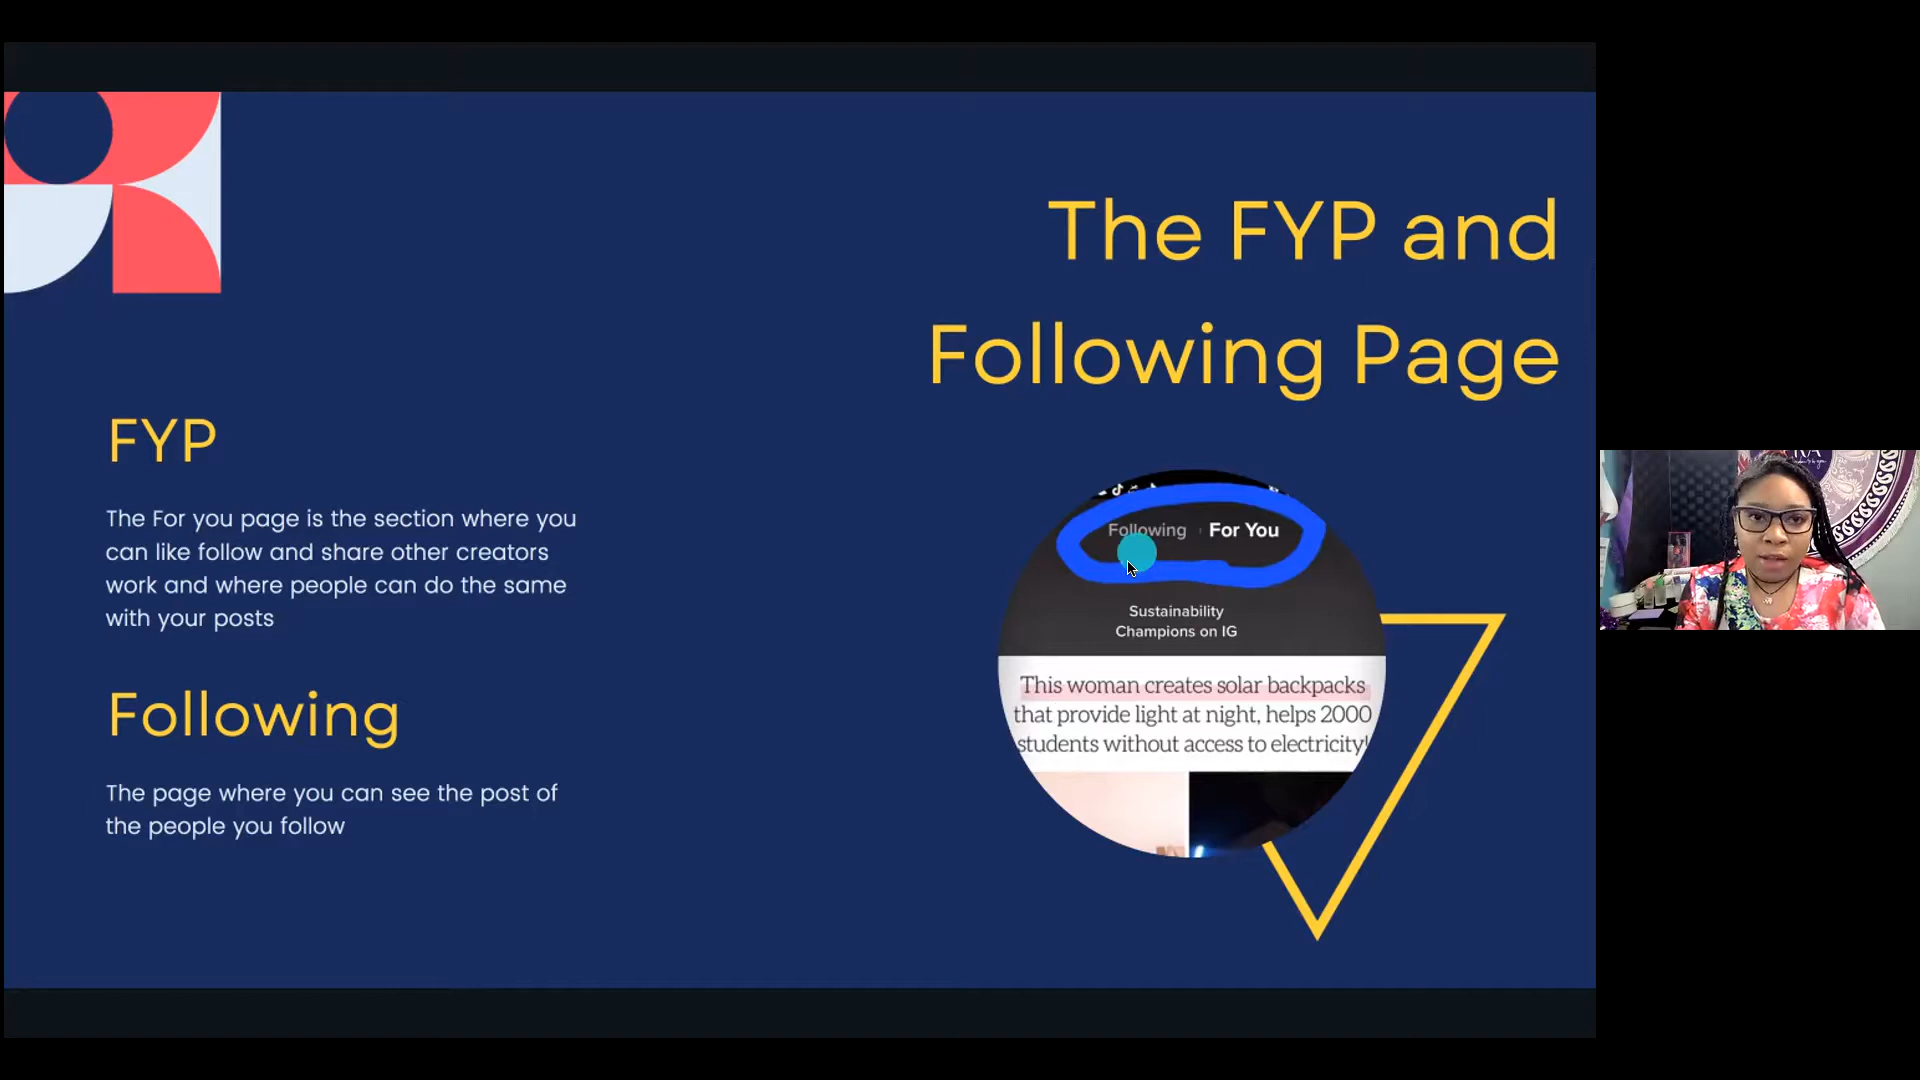 The FYP and
Following Page
FYP
The For you page is the section where you
can like follow and share other creators
work and where people can do the same
with your posts
Following
The page where you can see the post of
the people you follow
Following
For You
Sustainability
Champions on IG
This woman creates solar backpacks
that provide light at night, helps 2000
students without access to electricity!